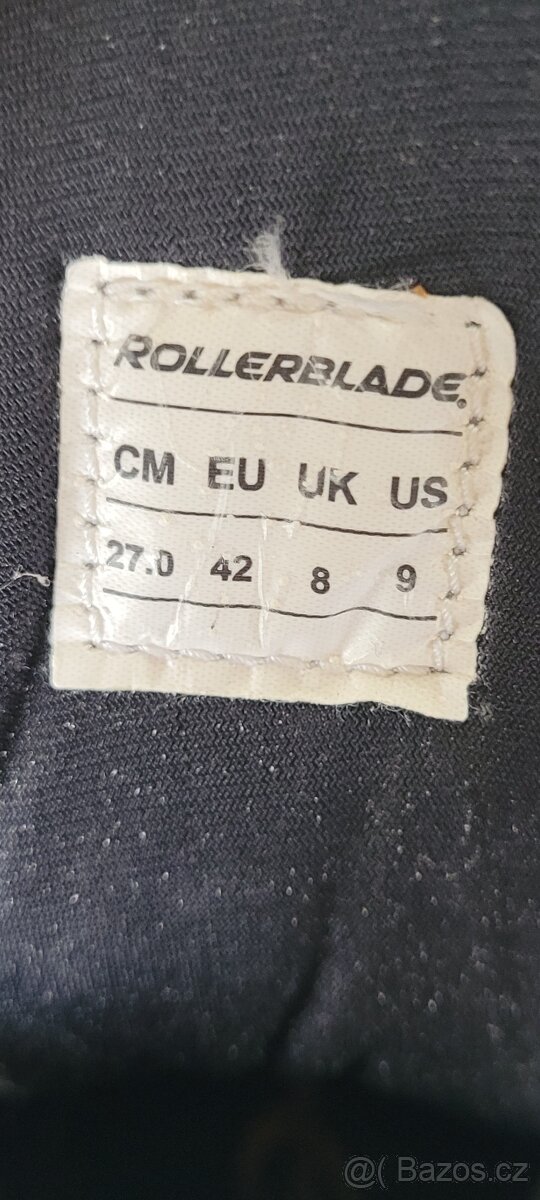 ROLLERBLADE®
CM EU UK US
27.0 42 8 9
@( Bazos.cz